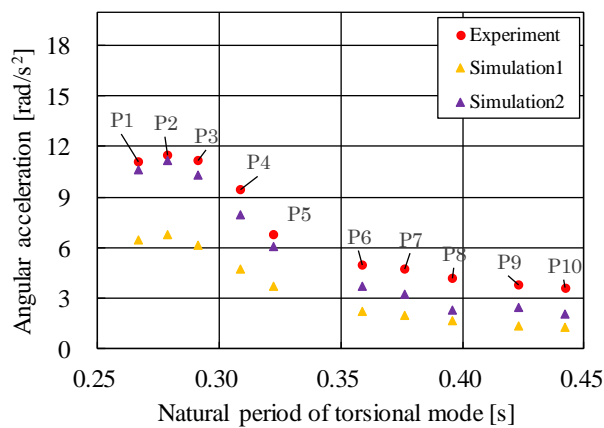 18
15
12
9
6
3
0
Angular acceleration [rad/s²]
Experiment
Simulation1
Simulation2
P1
P2
P3
P4
P5
P6
P7
P8
P9
P10
0.25
0.30
0.35
0.40
0.45
Natural period of torsional mode [s]